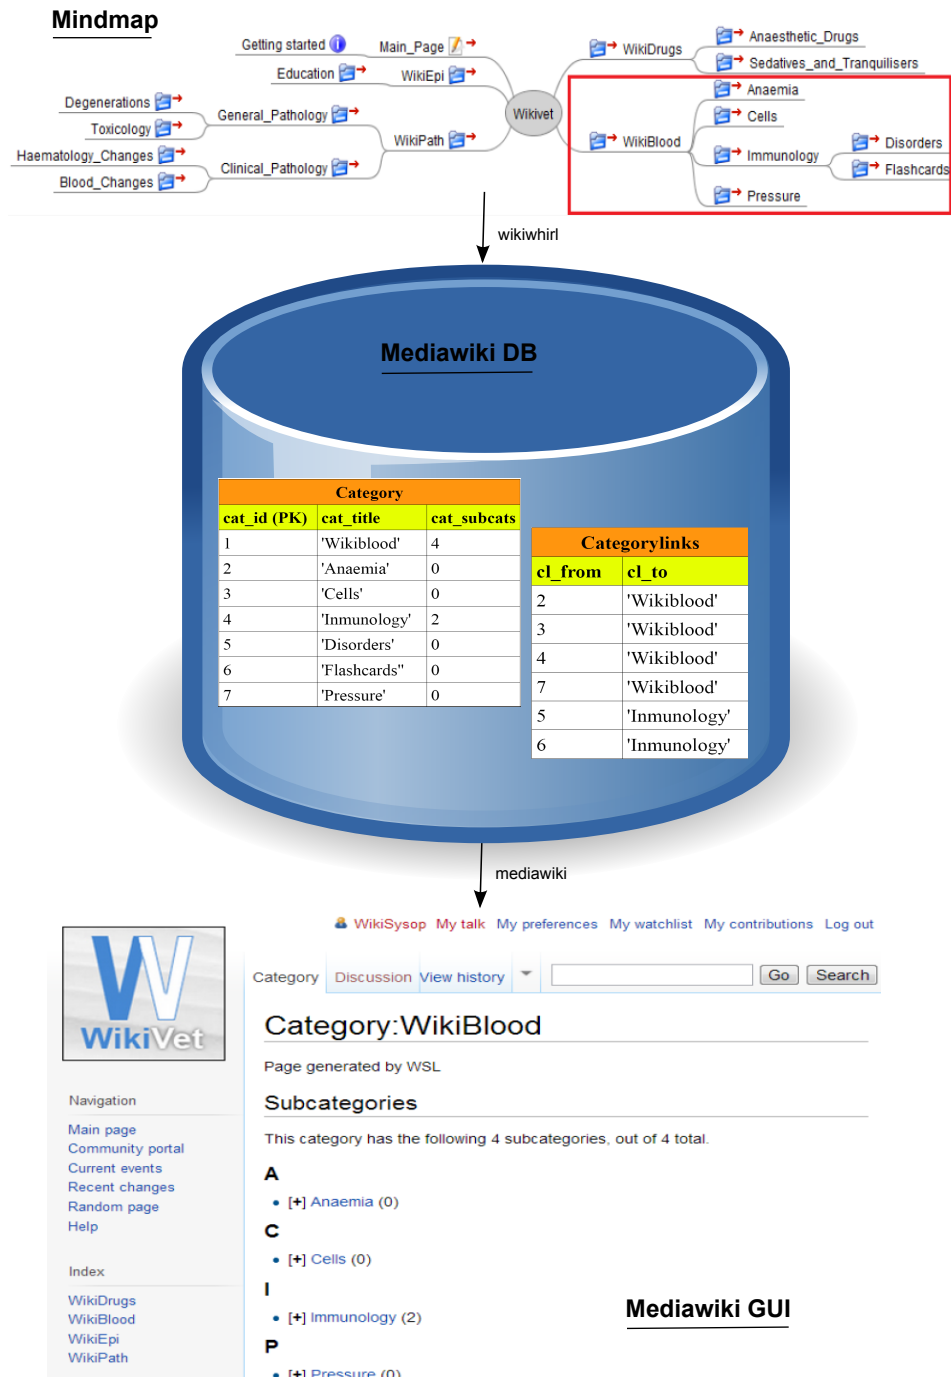 Mindmap
Getting started
Main_Page
Education
WikiEpi
Degenerations
General_Pathology
Toxicology
WikiPath
Haematology_Changes
Clinical_Pathology
Blood_Changes
Wikivet
WikiDrugs
Anaesthetic_Drugs
Sedatives_and_Tranquilisers
WikiBlood
Anaemia
Cells
Immunology
Disorders
Flashcards
Pressure
wikiwhirl
Mediawiki DB
Category
cat_id (PK) cat_title cat_subcats
1 'Wikiblood' 4
2 'Anaemia' 0
3 'Cells' 0
4 'Inmunology' 2
5 'Disorders' 0
6 'Flashcards'' 0
7 'Pressure' 0
Categorylinks
cl_from cl_to
2 'Wikiblood'
3 'Wikiblood'
4 'Wikiblood'
7 'Wikiblood'
5 'Inmunology'
6 'Inmunology'
mediawiki
WikiSysop My talk My preferences My watchlist My contributions Log out
W
WikiVet
Category Discussion View history Go Search
Category:WikiBlood
Page generated by WSL
Subcategories
This category has the following 4 subcategories, out of 4 total.
A
[+] Anaemia (0)
C
[+] Cells (0)
I
[+] Immunology (2)
P
[+] Pressure (0)
Navigation
Main page
Community portal
Current events
Recent changes
Random page
Help
Index
WikiDrugs
WikiBlood
WikiEpi
WikiPath
Mediawiki GUI